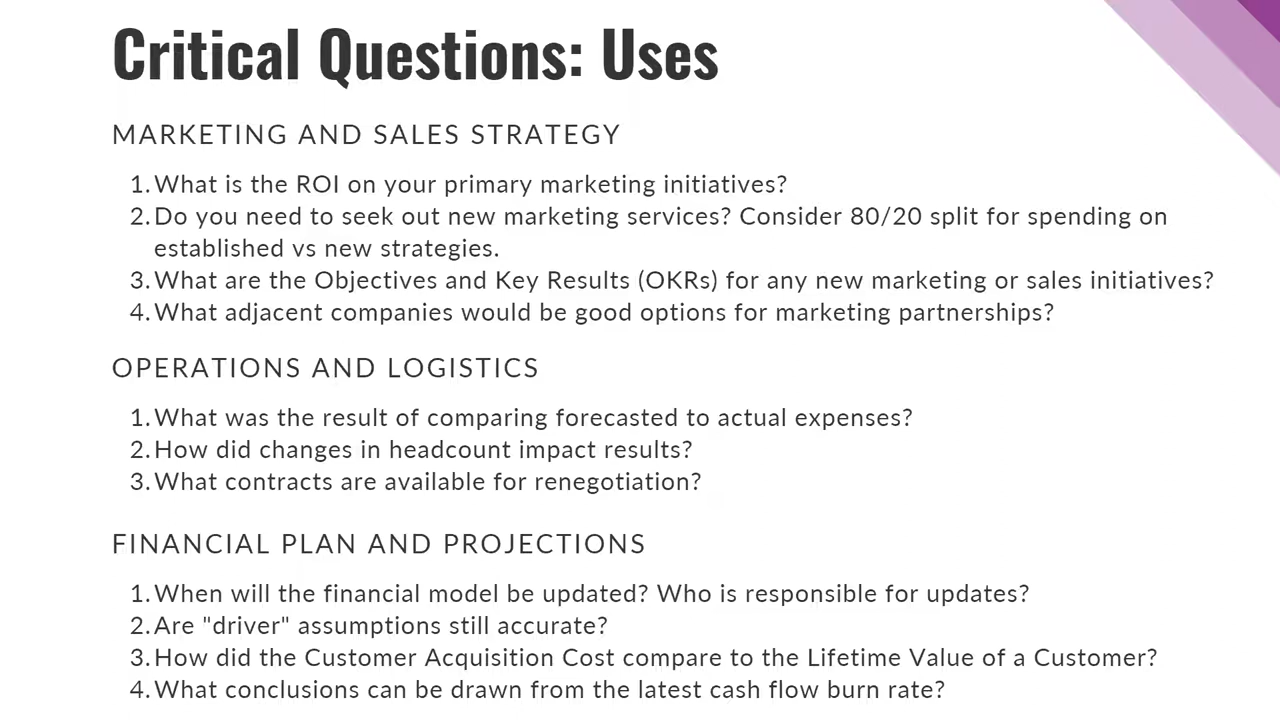 Critical Questions: Uses
MARKETING AND SALES STRATEGY
1. What is the ROI on your primary marketing initiatives?
2. Do you need to seek out new marketing services? Consider 80/20 split for spending on
established vs new strategies.
3. What are the Objectives and Key Results (OKRs) for any new marketing or sales initiatives?
4. What adjacent companies would be good options for marketing partnerships?
OPERATIONS AND LOGISTICS
1. What was the result of comparing forecasted to actual expenses?
2. How did changes in headcount impact results?
3. What contracts are available for renegotiation?
FINANCIAL PLAN AND PROJECTIONS
1. When will the financial model be updated? Who is responsible for updates?
2. Are "driver" assumptions still accurate?
3. How did the Customer Acquisition Cost compare to the Lifetime Value of a Customer?
4. What conclusions can be drawn from the latest cash flow burn rate?